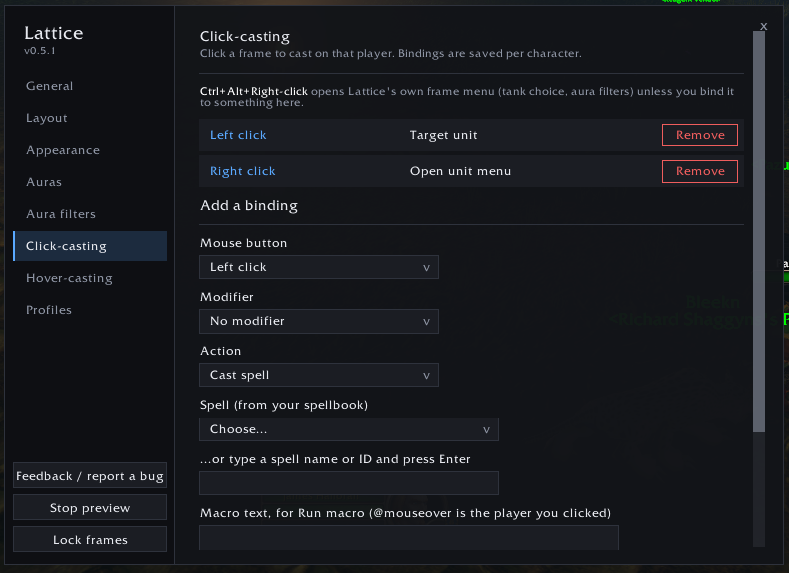 Lattice
v0.5.1
General
Layout
Appearance
Auras
Aura filters
Click-casting
Hover-casting
Profiles
Feedback / report a bug
Stop preview
Lock frames
x
Click-casting
Click a frame to cast on that player. Bindings are saved per character.
Ctrl+Alt+Right-click opens Lattice's own frame menu (tank choice, aura filters) unless you bind it
to something here.
Left click Target unit Remove
Right click Open unit menu Remove
Add a binding
Mouse button
Left click v
Modifier
No modifier v
Action
Cast spell v
Spell (from your spellbook)
Choose... v
...or type a spell name or ID and press Enter
Macro text, for Run macro (@mouseover is the player you clicked)